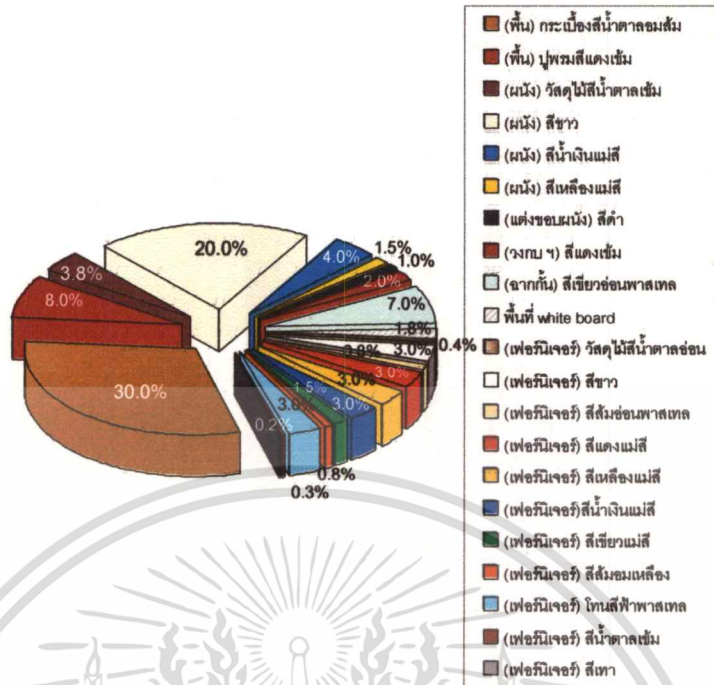 (พื้น) กระเบื้องสีน้ำตาลอมส้ม
(พื้น) ปูพรมสีแดงเข้ม
(ผนัง) วัสดุไม้สีน้ำตาลเข้ม
(ผนัง) สีขาว
(ผนัง) สีน้ำเงินแม่สี
(ผนัง) สีเหลืองแม่สี
(แต่งขอบผนัง) สีดำ
(วงกบ ฯ) สีแดงเข้ม
(ฉากกั้น) สีเขียวอ่อนพาสเทล
พื้นที่ white board
(เฟอร์นิเจอร์) วัสดุไม้สีน้ำตาลอ่อน
(เฟอร์นิเจอร์) สีขาว
(เฟอร์นิเจอร์) สีส้มอ่อนพาสเทล
(เฟอร์นิเจอร์) สีแดงแม่สี
(เฟอร์นิเจอร์) สีเหลืองแม่สี
(เฟอร์นิเจอร์)สีน้ำเงินแม่สี
(เฟอร์นิเจอร์) สีเขียวแม่สี
(เฟอร์นิเจอร์) สีส้มอมเหลือง
(เฟอร์นิเจอร์) โทนสีฟ้าพาสเทล
(เฟอร์นิเจอร์) สีน้ำตาลเข้ม
(เฟอร์นิเจอร์) สีเทา
20.0%
4.0%
1.5%
1.0%
2.0%
3.8%
8.0%
7.0%
1.8%
0.4%
3.0%
3.0%
3.0%
30.0%
1.5%
3.0%
0.2%
0.8%
0.3%